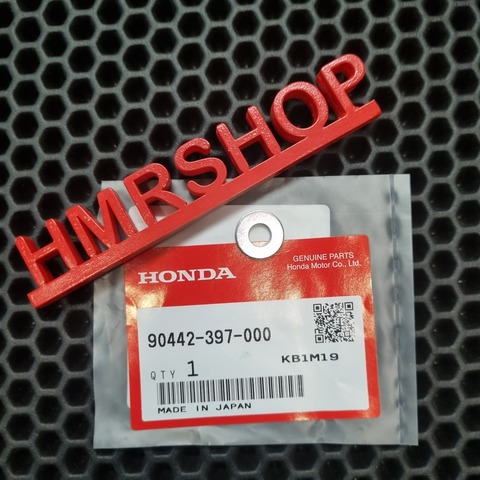 HMRSHOP
HONDA
GENUINE PARTS
Honda Motor Co., Ltd.
90442-397-000
KB1M19
QTY 1
MADE IN JAPAN